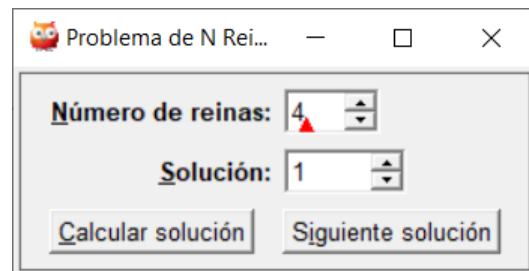 Problema de N Rei...
Número de reinas: 4
Solución: 1
Calcular solución Siguiente solución